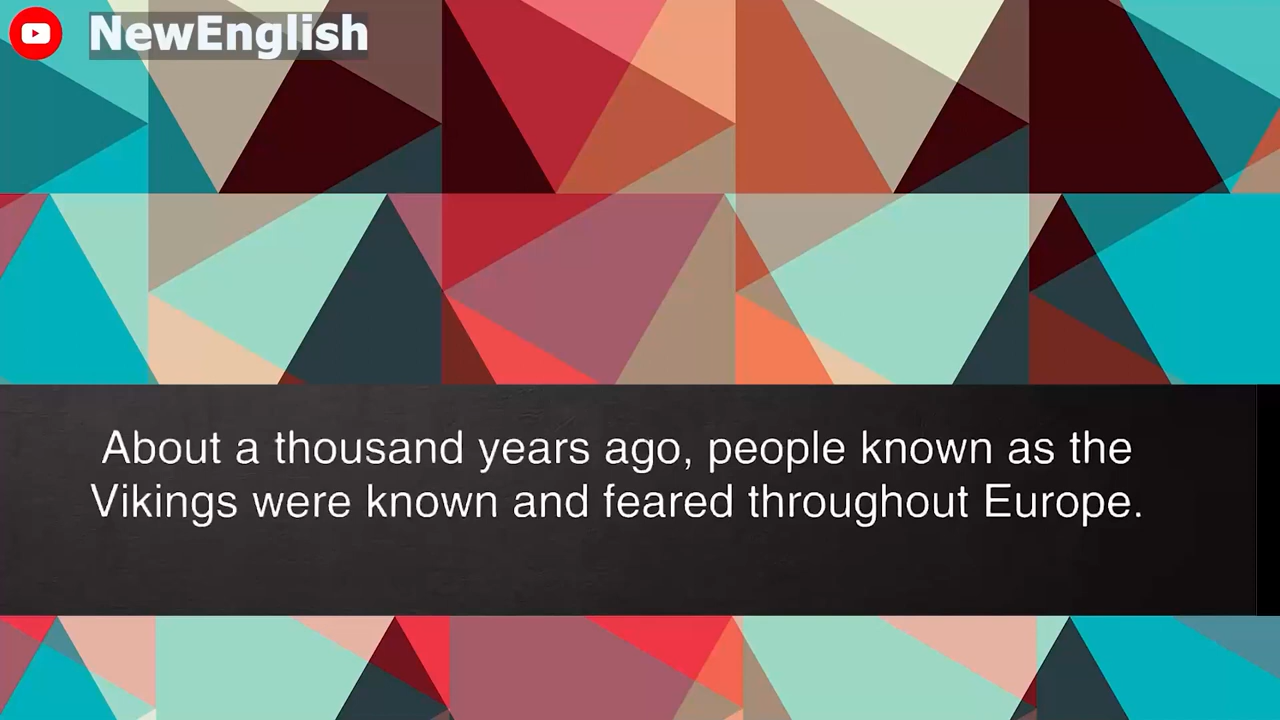 NewEnglish
About a thousand years ago, people known as the
Vikings were known and feared throughout Europe.